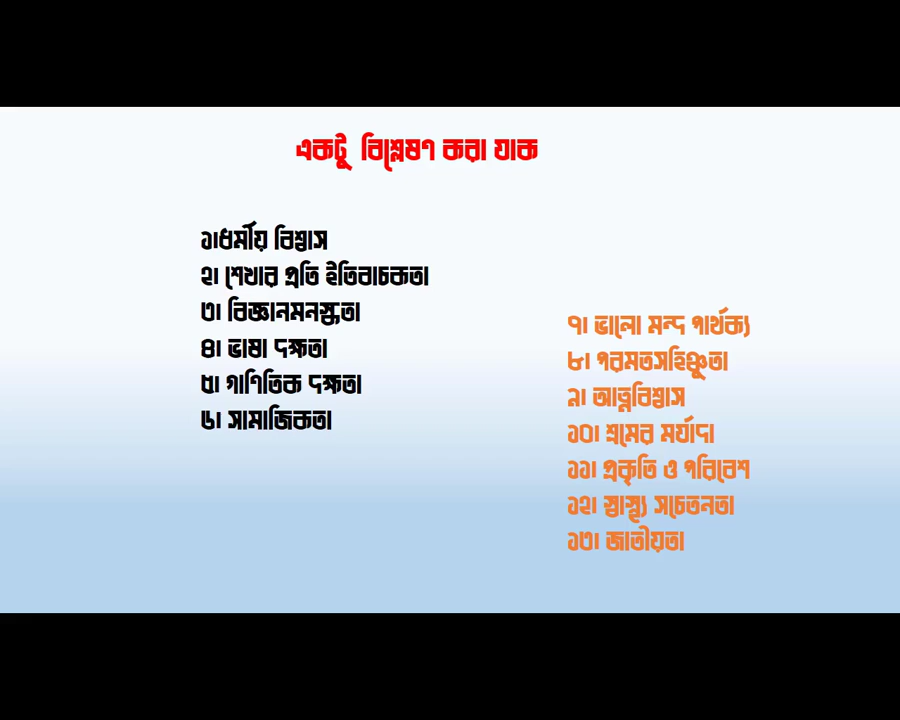 একটু বিশ্লেষণ করা যাক
১।ধর্মীয় বিশ্বাস
২। শেখার প্রতি ইতিবাচকতা
৩। বিজ্ঞানমনস্কতা
৪। ভাষা দক্ষতা
৫। গাণিতিক দক্ষতা
৬। সামাজিকতা
৭। ভালো মন্দ পার্থক্য
৮। পরমতসহিষ্ণুতা
৯। আত্নবিশ্বাস
১০। শ্রমের মর্যাদা
১১। প্রকৃতি ও পরিবেশ
১২। স্বাস্থ্য সচেতনতা
১৩। জাতীয়তা